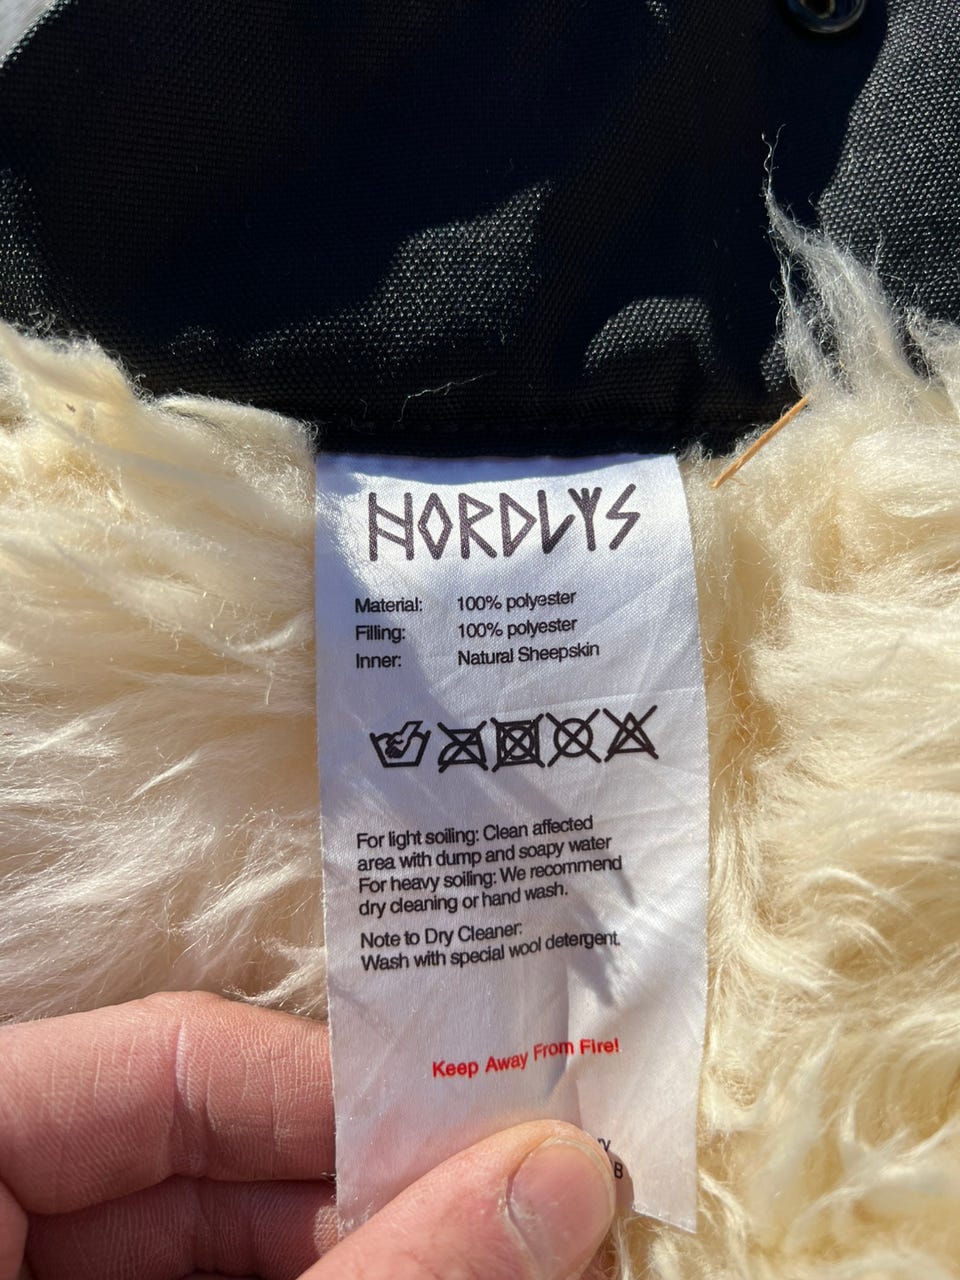 NORDLYS
Material: 100% polyester
Filling: 100% polyester
Inner: Natural Sheepskin
For light soiling: Clean affected
area with dump and soapy water
For heavy soiling: We recommend
dry cleaning or hand wash.
Note to Dry Cleaner:
Wash with special wool detergent.
Keep Away From Fire!
B